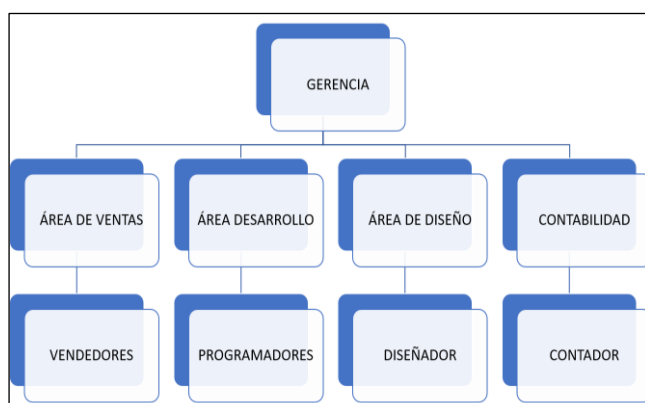 GERENCIA
ÁREA DE VENTAS
ÁREA DESARROLLO
ÁREA DE DISEÑO
CONTABILIDAD
VENDEDORES
PROGRAMADORES
DISEÑADOR
CONTADOR